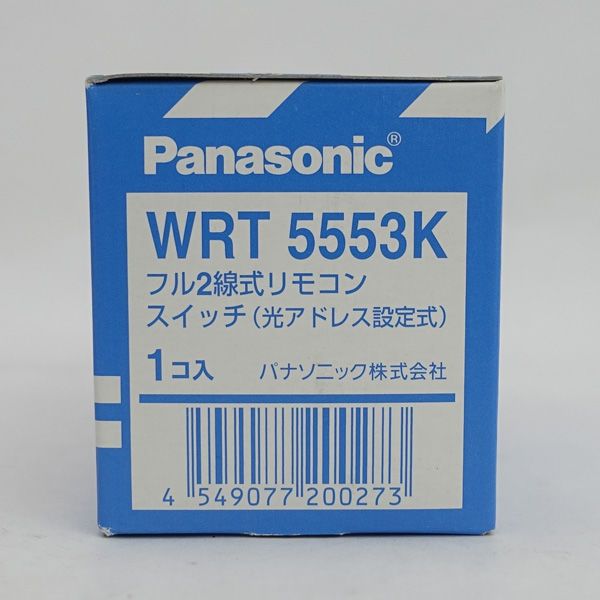 Panasonic®
WRT 5553K
フル2線式リモコン
スイッチ（光アドレス設定式）
1コ入 パナソニック株式会社
4 549077 200273